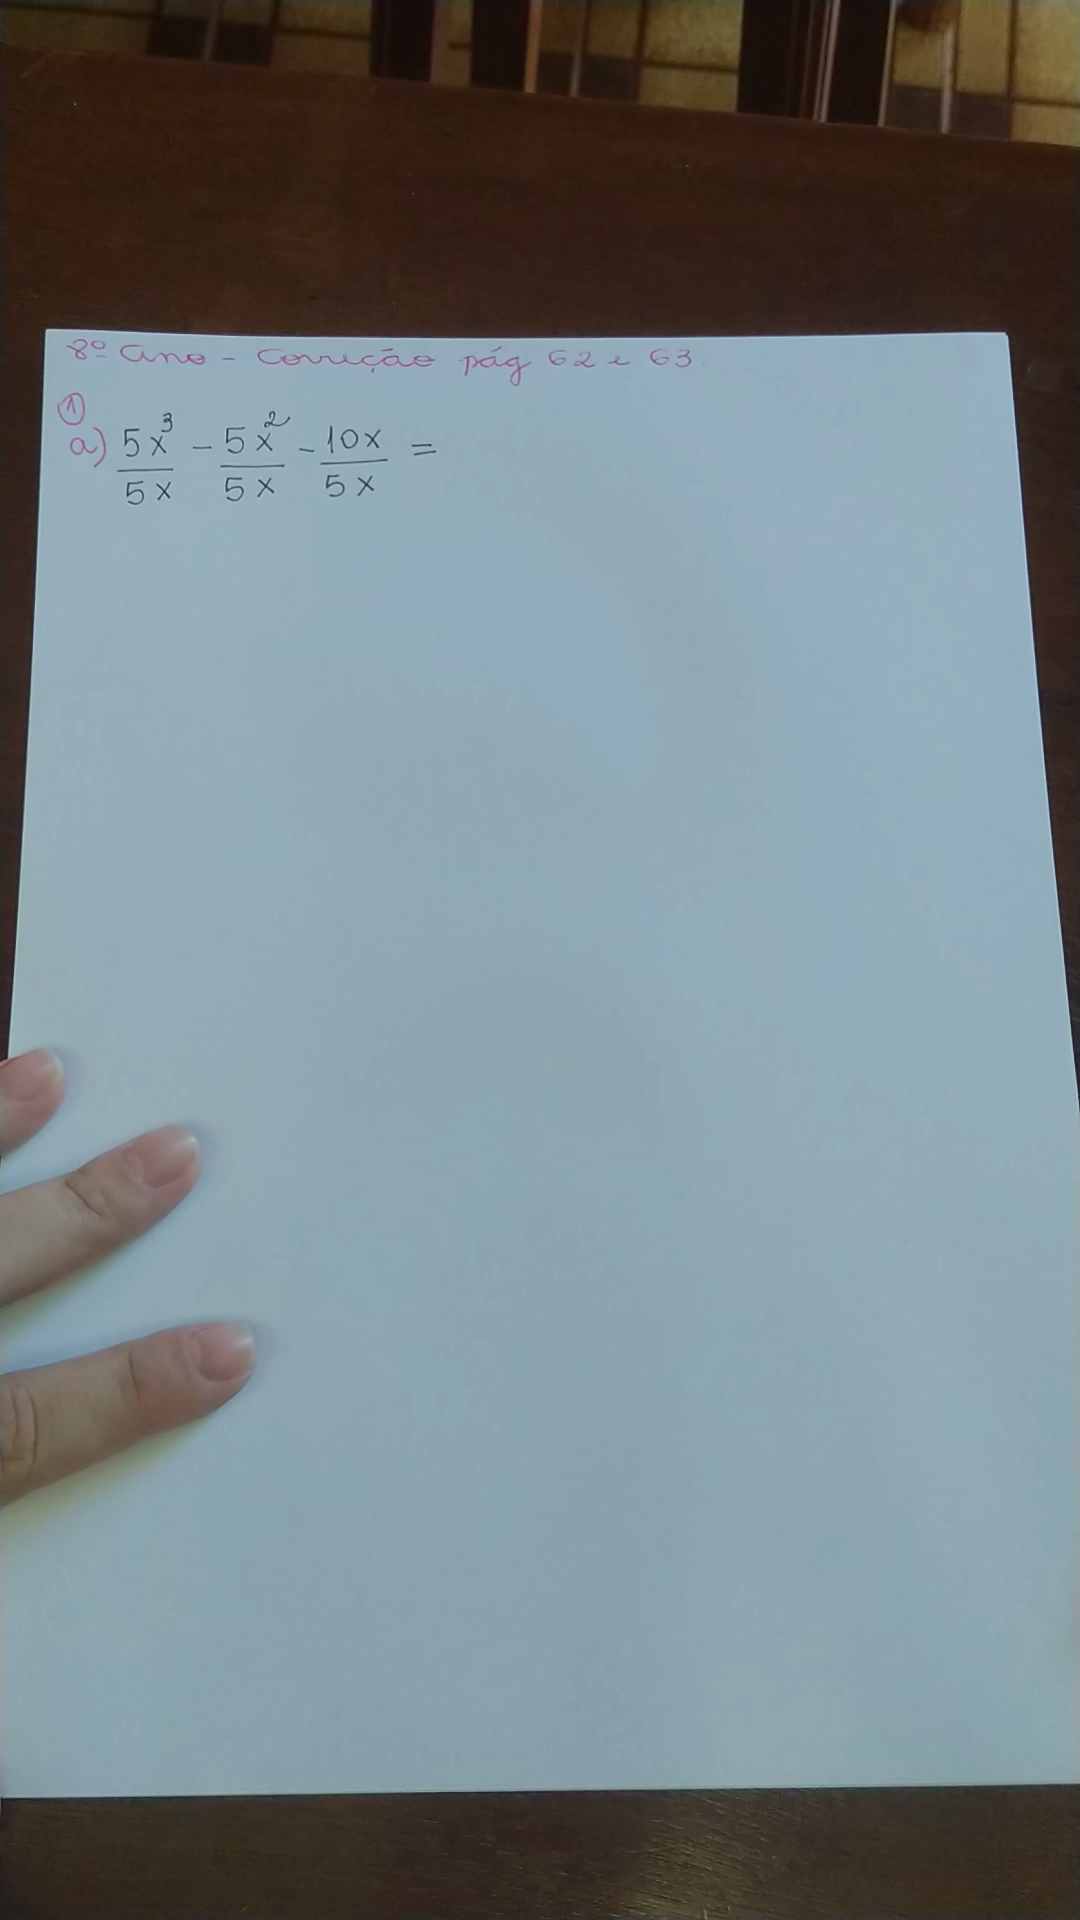 8º Ano - Correção pág 62 e 63.
①
a) 5x³/5x - 5x²/5x - 10x/5x =